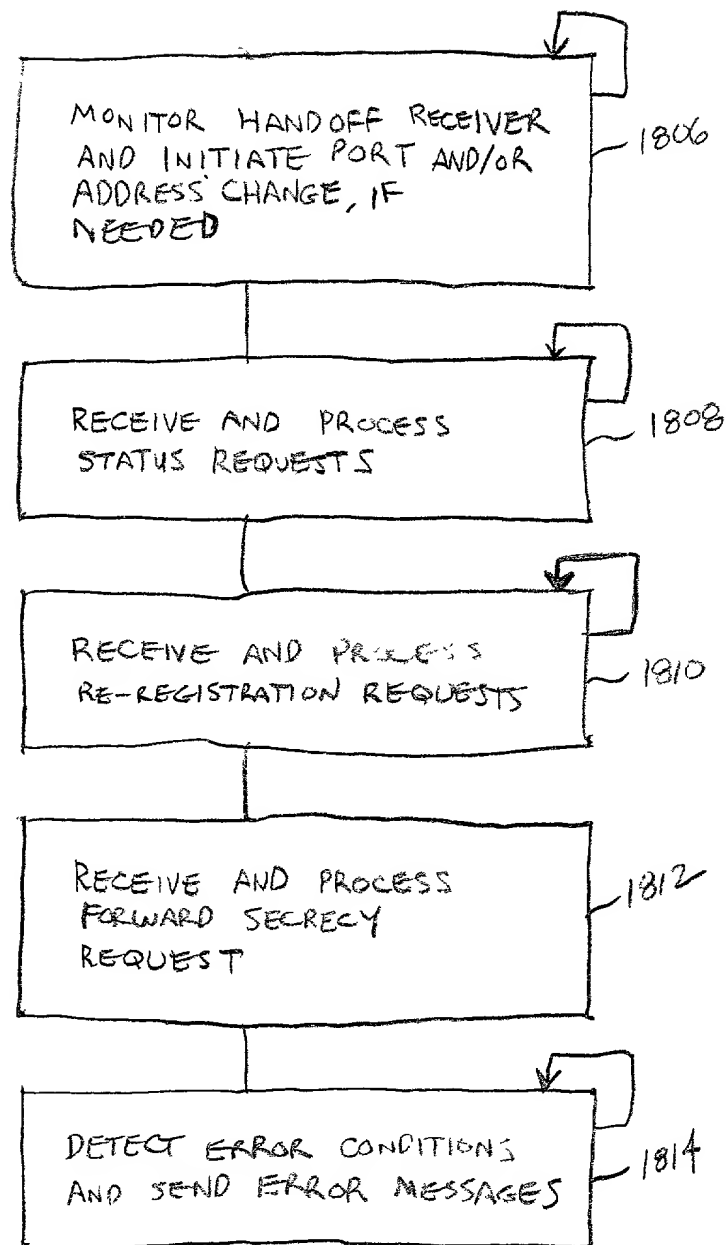 MONITOR HANDOFF RECEIVER
AND INITIATE PORT AND/OR
ADDRESS CHANGE, IF
NEEDED
1806
RECEIVE AND PROCESS
STATUS REQUESTS
1808
RECEIVE AND PROCESS
RE-REGISTRATION REQUESTS
1810
RECEIVE AND PROCESS
FORWARD SECRECY
REQUEST
1812
DETECT ERROR CONDITIONS
AND SEND ERROR MESSAGES
1814